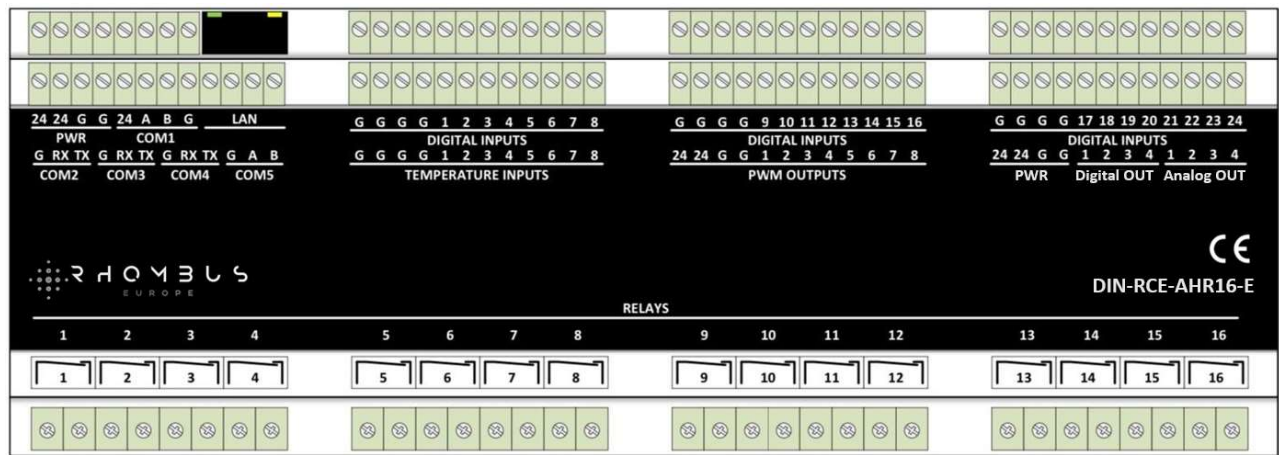 24 24 G G 24 A B G LAN
PWR COM1
G RX TX G RX TX G RX TX G A B
COM2 COM3 COM4 COM5
G G G G 1 2 3 4 5 6 7 8
DIGITAL INPUTS
G G G G 1 2 3 4 5 6 7 8
TEMPERATURE INPUTS
G G G G 9 10 11 12 13 14 15 16
DIGITAL INPUTS
24 24 G G 1 2 3 4 5 6 7 8
PWM OUTPUTS
G G G G 17 18 19 20 21 22 23 24
DIGITAL INPUTS
24 24 G G 1 2 3 4 1 2 3 4
PWR Digital OUT Analog OUT
CE
RHOMBUS
EUROPE
DIN-RCE-AHR16-E
RELAYS
1 2 3 4 5 6 7 8 9 10 11 12 13 14 15 16
1 2 3 4 5 6 7 8 9 10 11 12 13 14 15 16